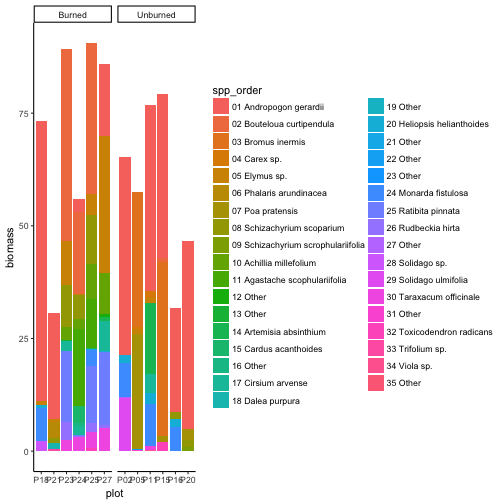 Burned
Unburned
biomass
75
50
25
0
P18
P21
P23
P24
P25
P27
P02
P05
P11
P15
P16
P20
plot
spp_order
01 Andropogon gerardii
02 Bouteloua curtipendula
03 Bromus inermis
04 Carex sp.
05 Elymus sp.
06 Phalaris arundinacea
07 Poa pratensis
08 Schizachyrium scoparium
09 Schizachyrium scrophulariifolia
10 Achillia millefolium
11 Agastache scophulariifolia
12 Other
13 Other
14 Artemisia absinthium
15 Cardus acanthoides
16 Other
17 Cirsium arvense
18 Dalea purpura
19 Other
20 Heliopsis helianthoides
21 Other
22 Other
23 Other
24 Monarda fistulosa
25 Ratibita pinnata
26 Rudbeckia hirta
27 Other
28 Solidago sp.
29 Solidago ulmifolia
30 Taraxacum officinale
31 Other
32 Toxicodendron radicans
33 Trifolium sp.
34 Viola sp.
35 Other